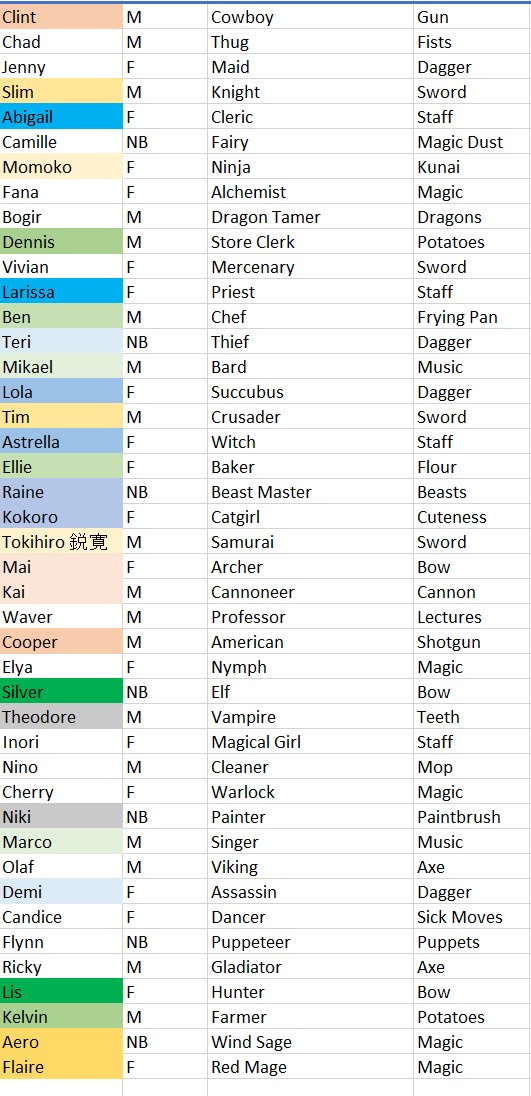 Clint M Cowboy Gun
Chad M Thug Fists
Jenny F Maid Dagger
Slim M Knight Sword
Abigail F Cleric Staff
Camille NB Fairy Magic Dust
Momoko F Ninja Kunai
Fana F Alchemist Magic
Bogir M Dragon Tamer Dragons
Dennis M Store Clerk Potatoes
Vivian F Mercenary Sword
Larissa F Priest Staff
Ben M Chef Frying Pan
Teri NB Thief Dagger
Mikael M Bard Music
Lola F Succubus Dagger
Tim M Crusader Sword
Astrella F Witch Staff
Ellie F Baker Flour
Raine NB Beast Master Beasts
Kokoro F Catgirl Cuteness
Tokihiro 鋭寛 M Samurai Sword
Mai F Archer Bow
Kai M Cannoneer Cannon
Waver M Professor Lectures
Cooper M American Shotgun
Elya F Nymph Magic
Silver NB Elf Bow
Theodore M Vampire Teeth
Inori F Magical Girl Staff
Nino M Cleaner Mop
Cherry F Warlock Magic
Niki NB Painter Paintbrush
Marco M Singer Music
Olaf M Viking Axe
Demi F Assassin Dagger
Candice F Dancer Sick Moves
Flynn NB Puppeteer Puppets
Ricky M Gladiator Axe
Lis F Hunter Bow
Kelvin M Farmer Potatoes
Aero NB Wind Sage Magic
Flaire F Red Mage Magic